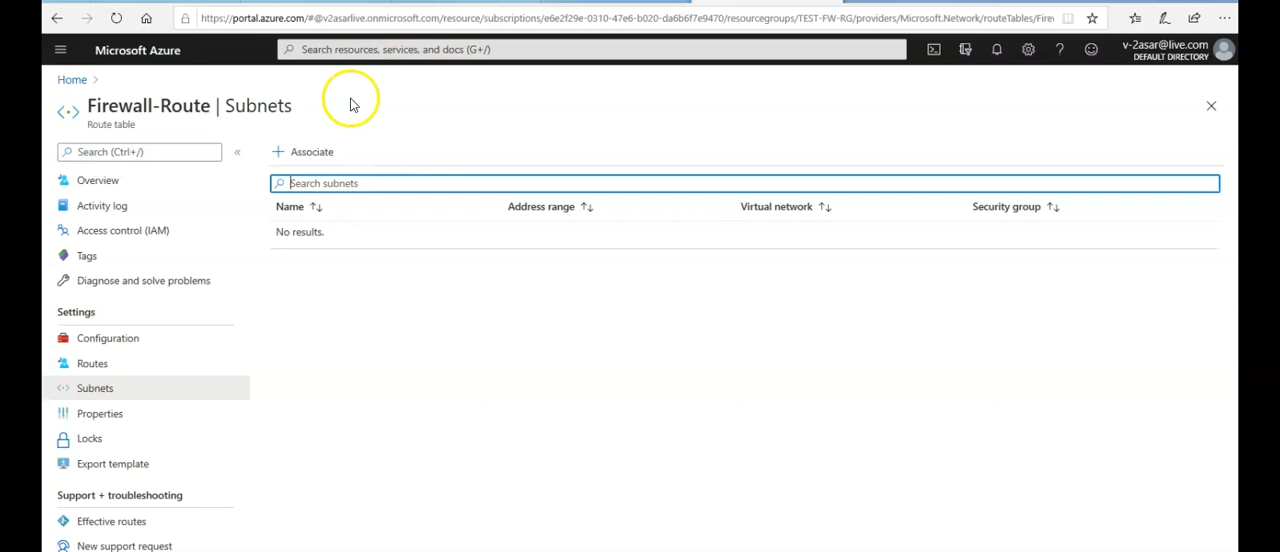 https://portal.azure.com/#@v2asarlive.onmicrosoft.com/resource/subscriptions/e6e2f29e-0310-47e6-b020-da6b6f7e9470/resourcegroups/TEST-FW-RG/providers/Microsoft.Network/routeTables/Fire
Microsoft Azure
Search resources, services, and docs (G+/)
v-2asar@live.com
DEFAULT DIRECTORY
Home
Firewall-Route | Subnets
Route table
Search (Ctrl+/)
«
Overview
Activity log
Access control (IAM)
Tags
Diagnose and solve problems
Settings
Configuration
Routes
Subnets
Properties
Locks
Export template
Support + troubleshooting
Effective routes
New support request
Associate
Search subnets
Name Address range Virtual network Security group
No results.